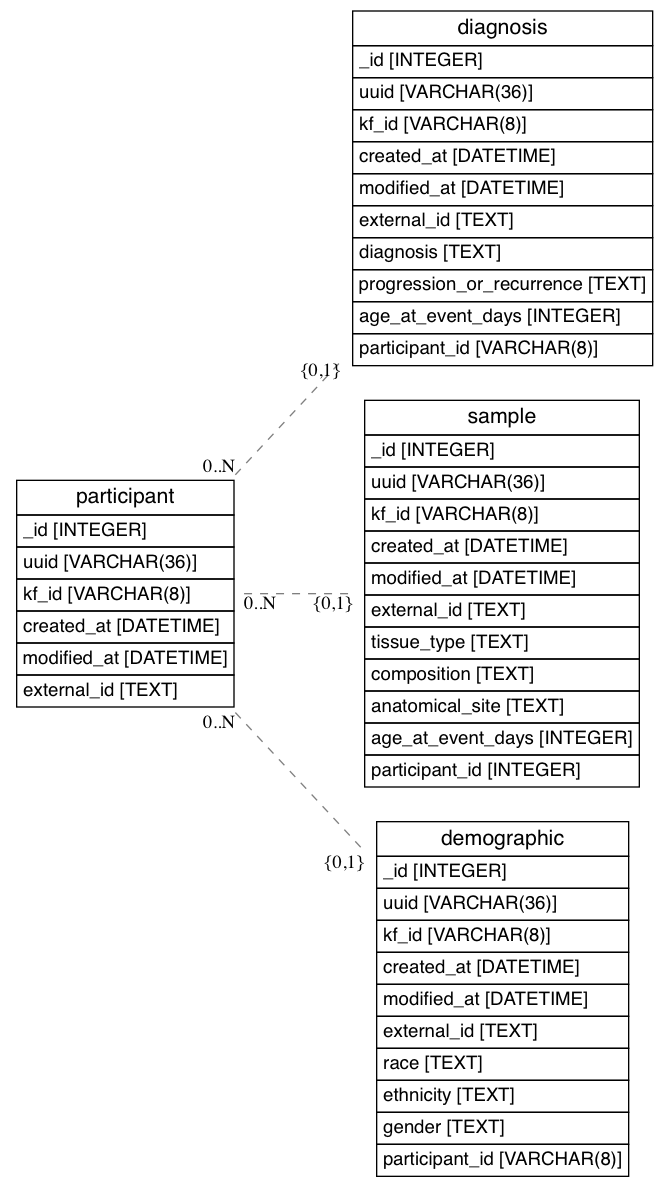 diagnosis
_id [INTEGER]
uuid [VARCHAR(36)]
kf_id [VARCHAR(8)]
created_at [DATETIME]
modified_at [DATETIME]
external_id [TEXT]
diagnosis [TEXT]
progression_or_recurrence [TEXT]
age_at_event_days [INTEGER]
participant_id [VARCHAR(8)]
{0,1}
0..N
participant
_id [INTEGER]
uuid [VARCHAR(36)]
kf_id [VARCHAR(8)]
created_at [DATETIME]
modified_at [DATETIME]
external_id [TEXT]
0..N
{0,1}
sample
_id [INTEGER]
uuid [VARCHAR(36)]
kf_id [VARCHAR(8)]
created_at [DATETIME]
modified_at [DATETIME]
external_id [TEXT]
tissue_type [TEXT]
composition [TEXT]
anatomical_site [TEXT]
age_at_event_days [INTEGER]
participant_id [INTEGER]
0..N
{0,1}
demographic
_id [INTEGER]
uuid [VARCHAR(36)]
kf_id [VARCHAR(8)]
created_at [DATETIME]
modified_at [DATETIME]
external_id [TEXT]
race [TEXT]
ethnicity [TEXT]
gender [TEXT]
participant_id [VARCHAR(8)]